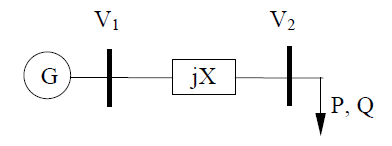 V₁ V₂
G jX
P, Q